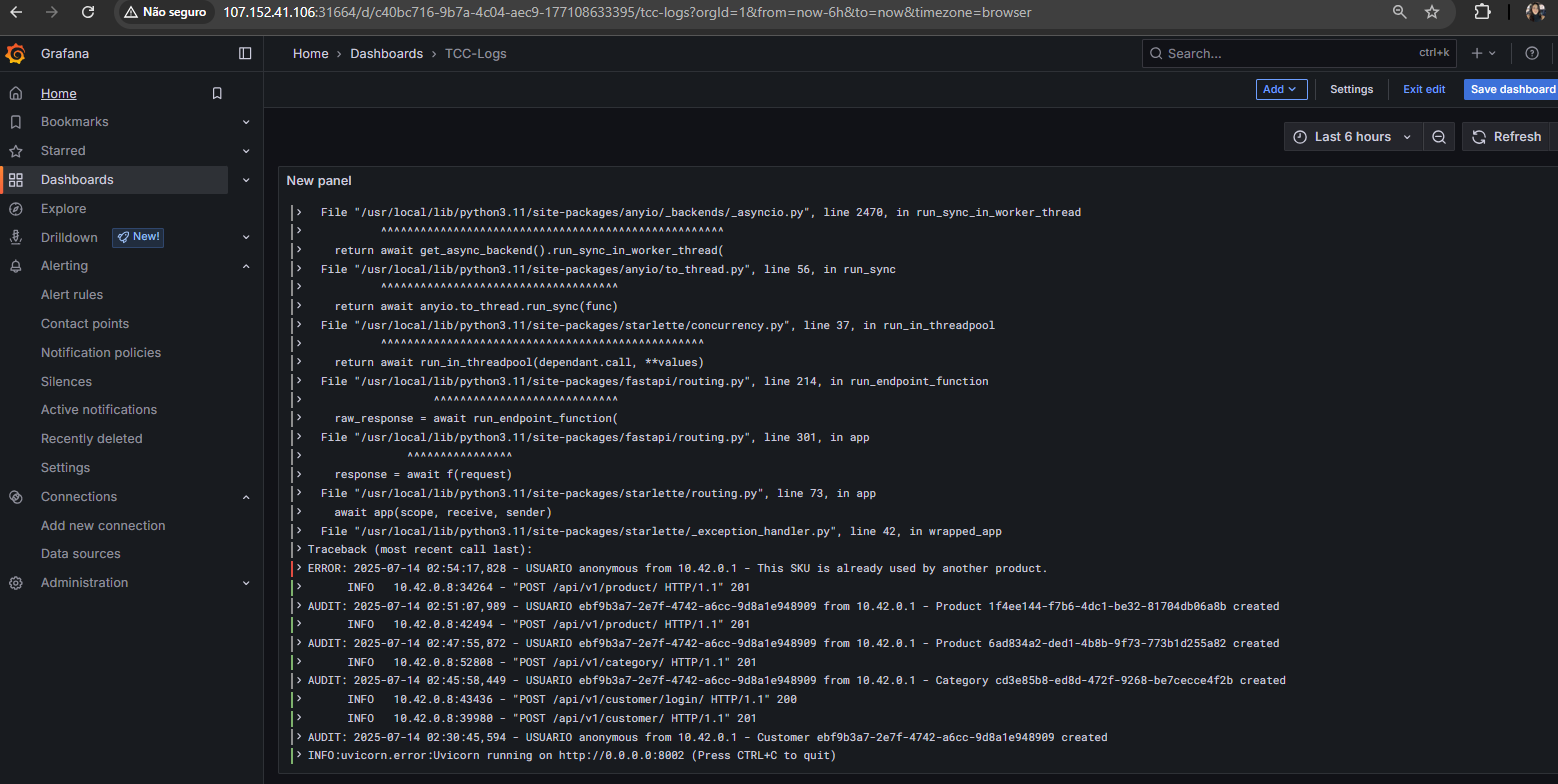 Não seguro 107.152.41.106:31664/d/c40bc716-9b7a-4c04-aec9-177108633395/tcc-logs?orgId=1&from=now-6h&to=now&timezone=browser
Grafana
Home › Dashboards › TCC-Logs
Search... ctrl+k
Add Settings Exit edit Save dashboard
Last 6 hours Refresh
Home
Bookmarks
Starred
Dashboards
Explore
Drilldown New!
Alerting
Alert rules
Contact points
Notification policies
Silences
Active notifications
Recently deleted
Settings
Connections
Add new connection
Data sources
Administration
New panel
File "/usr/local/lib/python3.11/site-packages/anyio/_backends/_asyncio.py", line 2470, in run_sync_in_worker_thread
^^^^^^^^^^^^^^^^^^^^^^^^^^^^^^^^^^^^^^^^^^^^^^^^^^^^
return await get_async_backend().run_sync_in_worker_thread(
File "/usr/local/lib/python3.11/site-packages/anyio/to_thread.py", line 56, in run_sync
^^^^^^^^^^^^^^^^^^^^^^^^^^^^^^^^^^^^
return await anyio.to_thread.run_sync(func)
File "/usr/local/lib/python3.11/site-packages/starlette/concurrency.py", line 37, in run_in_threadpool
^^^^^^^^^^^^^^^^^^^^^^^^^^^^^^^^^^^^^^^^^^^^^^^^^
return await run_in_threadpool(dependant.call, **values)
File "/usr/local/lib/python3.11/site-packages/fastapi/routing.py", line 214, in run_endpoint_function
^^^^^^^^^^^^^^^^^^^^^^^^^^^^
raw_response = await run_endpoint_function(
File "/usr/local/lib/python3.11/site-packages/fastapi/routing.py", line 301, in app
^^^^^^^^^^^^^^^^
response = await f(request)
File "/usr/local/lib/python3.11/site-packages/starlette/routing.py", line 73, in app
await app(scope, receive, sender)
File "/usr/local/lib/python3.11/site-packages/starlette/_exception_handler.py", line 42, in wrapped_app
Traceback (most recent call last):
ERROR: 2025-07-14 02:54:17,828 - USUARIO anonymous from 10.42.0.1 - This SKU is already used by another product.
INFO 10.42.0.8:34264 - "POST /api/v1/product/ HTTP/1.1" 201
AUDIT: 2025-07-14 02:51:07,989 - USUARIO ebf9b3a7-2e7f-4742-a6cc-9d8a1e948909 from 10.42.0.1 - Product 1f4ee144-f7b6-4dc1-be32-81704db06a8b created
INFO 10.42.0.8:42494 - "POST /api/v1/product/ HTTP/1.1" 201
AUDIT: 2025-07-14 02:47:55,872 - USUARIO ebf9b3a7-2e7f-4742-a6cc-9d8a1e948909 from 10.42.0.1 - Product 6ad834a2-ded1-4b8b-9f73-773b1d255a82 created
INFO 10.42.0.8:52808 - "POST /api/v1/category/ HTTP/1.1" 201
AUDIT: 2025-07-14 02:45:58,449 - USUARIO ebf9b3a7-2e7f-4742-a6cc-9d8a1e948909 from 10.42.0.1 - Category cd3e85b8-ed8d-472f-9268-be7cecce4f2b created
INFO 10.42.0.8:43436 - "POST /api/v1/customer/login/ HTTP/1.1" 200
INFO 10.42.0.8:39980 - "POST /api/v1/customer/ HTTP/1.1" 201
AUDIT: 2025-07-14 02:30:45,594 - USUARIO anonymous from 10.42.0.1 - Customer ebf9b3a7-2e7f-4742-a6cc-9d8a1e948909 created
INFO:uvicorn.error:Uvicorn running on http://0.0.0.0:8002 (Press CTRL+C to quit)